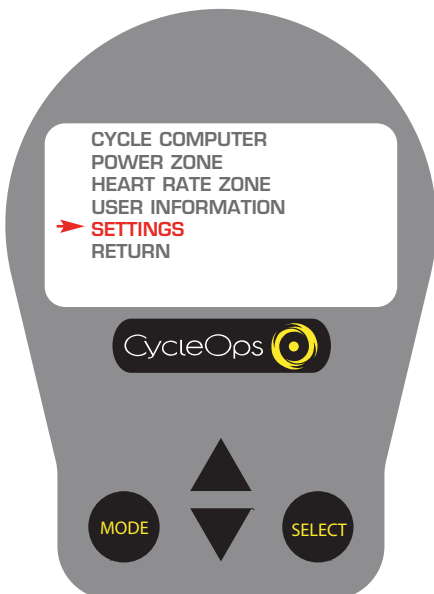 CYCLE COMPUTER
POWER ZONE
HEART RATE ZONE
USER INFORMATION
SETTINGS
RETURN
CycleOps
MODE
SELECT